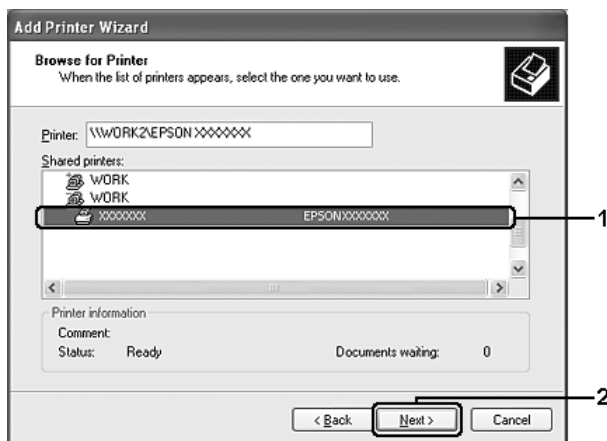 Add Printer Wizard
Browse for Printer
When the list of printers appears, select the one you want to use.
Printer: \\WORK2\EPSON XXXXXXX
Shared printers:
WORK
WORK
XXXXXXX EPSONXXXXXXX
1
Printer information
Comment:
Status: Ready Documents waiting: 0
2
< Back Next > Cancel